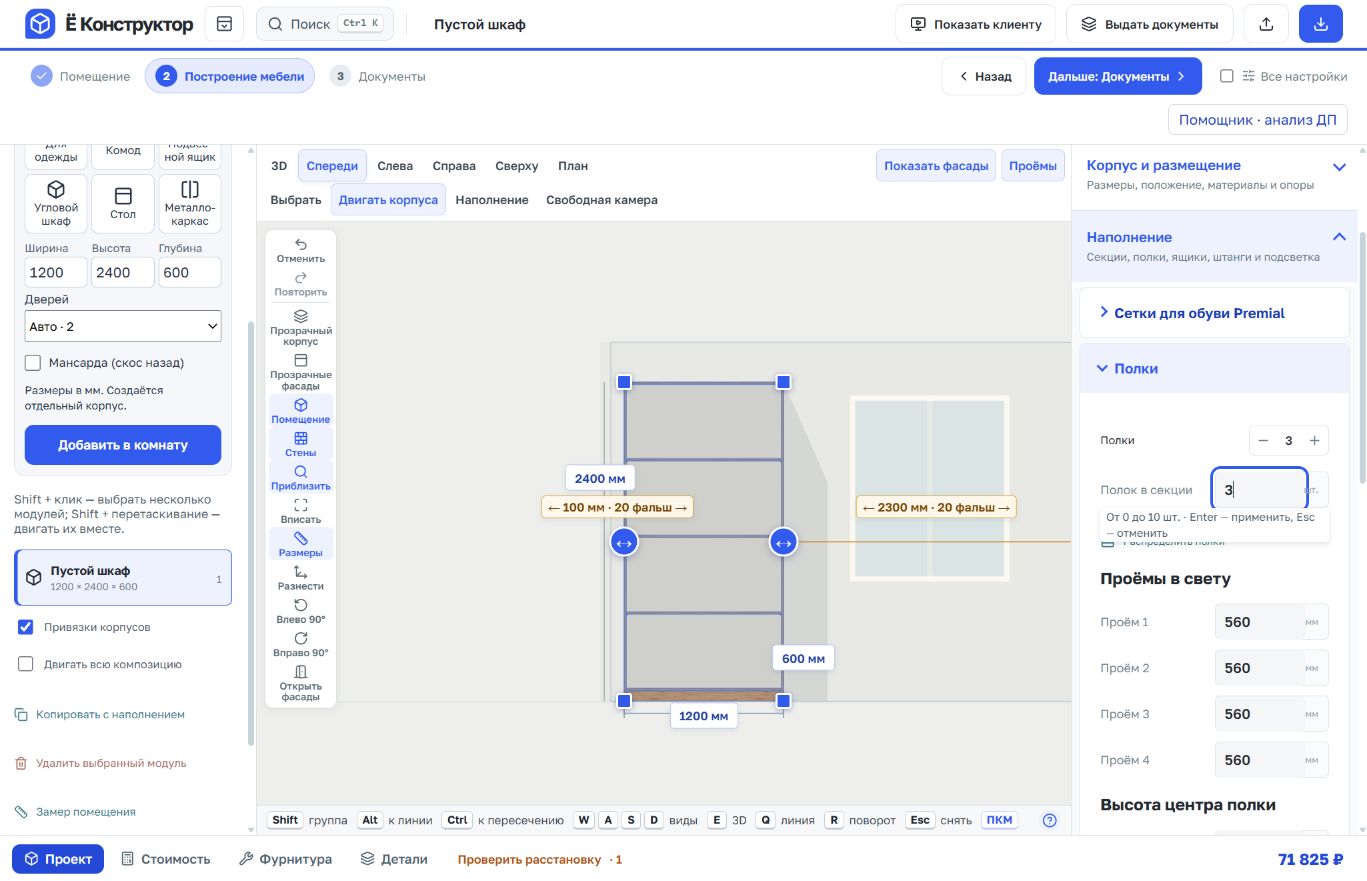 Ё Конструктор
Поиск Ctrl K
Пустой шкаф
Показать клиенту
Выдать документы
Помещение
2 Построение мебели
3 Документы
Назад
Дальше: Документы
Все настройки
Помощник · анализ ДП
одежды
Комод
ной ящик
Угловой
шкаф
Стол
Металло-
каркас
Ширина
Высота
Глубина
1200
2400
600
Дверей
Авто · 2
Мансарда (скос назад)
Размеры в мм. Создаётся
отдельный корпус.
Добавить в комнату
Shift + клик — выбрать несколько
модулей; Shift + перетаскивание —
двигать их вместе.
Пустой шкаф
1200 × 2400 × 600
1
Привязки корпусов
Двигать всю композицию
Копировать с наполнением
Удалить выбранный модуль
Замер помещения
3D Спереди Слева Справа Сверху План
Показать фасады Проёмы
Выбрать Двигать корпуса Наполнение Свободная камера
Отменить
Повторить
Прозрачный
корпус
Прозрачные
фасады
Помещение
Стены
Приблизить
Вписать
Размеры
Разнести
Влево 90°
Вправо 90°
Открыть
фасады
2400 мм
← 100 мм · 20 фальш →
← 2300 мм · 20 фальш →
600 мм
1200 мм
Shift группа Alt к линии Ctrl к пересечению W A S D виды E 3D Q линия R поворот Esc снять ПКМ ?
Корпус и размещение
Размеры, положение, материалы и опоры
Наполнение
Секции, полки, ящики, штанги и подсветка
Сетки для обуви Premial
Полки
Полки
− 3 +
Полок в секции
3
шт.
От 0 до 10 шт. · Enter — применить, Esc
— отменить
Распределить полки
Проёмы в свету
Проём 1 560 мм
Проём 2 560 мм
Проём 3 560 мм
Проём 4 560 мм
Высота центра полки
Проект
Стоимость
Фурнитура
Детали
Проверить расстановку · 1
71 825 ₽